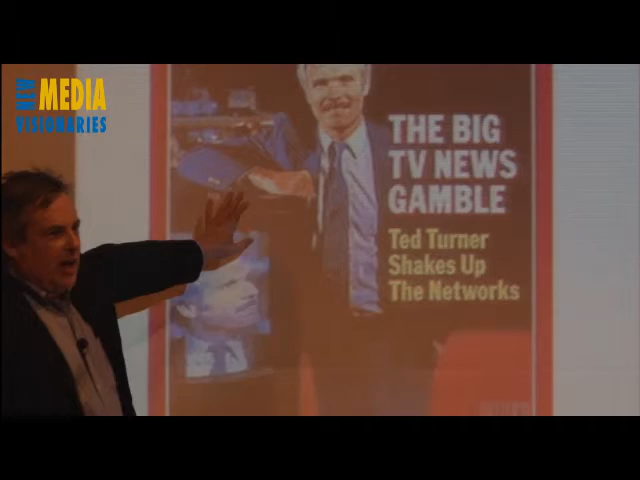 NEW MEDIA
VISIONARIES
THE BIG
TV NEWS
GAMBLE
Ted Turner
Shakes Up
The Networks